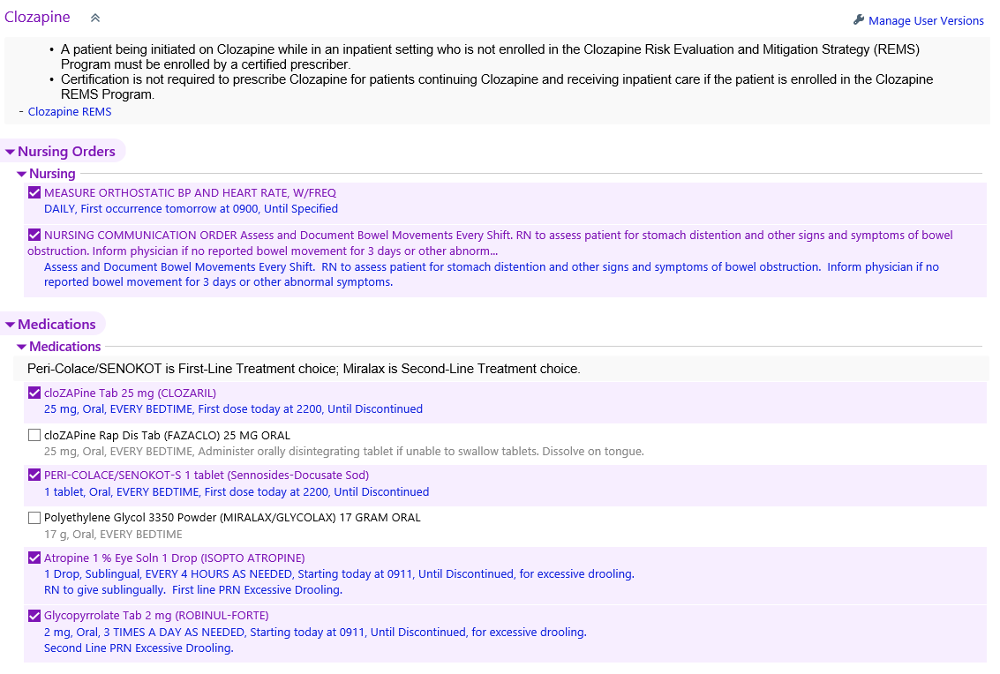 Clozapine
Manage User Versions
• A patient being initiated on Clozapine while in an inpatient setting who is not enrolled in the Clozapine Risk Evaluation and Mitigation Strategy (REMS)
Program must be enrolled by a certified prescriber.
• Certification is not required to prescribe Clozapine for patients continuing Clozapine and receiving inpatient care if the patient is enrolled in the Clozapine
REMS Program.
- Clozapine REMS
Nursing Orders
Nursing
MEASURE ORTHOSTATIC BP AND HEART RATE, W/FREQ
DAILY, First occurrence tomorrow at 0900, Until Specified
NURSING COMMUNICATION ORDER Assess and Document Bowel Movements Every Shift. RN to assess patient for stomach distention and other signs and symptoms of bowel
obstruction. Inform physician if no reported bowel movement for 3 days or other abnorm...
Assess and Document Bowel Movements Every Shift.  RN to assess patient for stomach distention and other signs and symptoms of bowel obstruction.  Inform physician if no
reported bowel movement for 3 days or other abnormal symptoms.
Medications
Medications
Peri-Colace/SENOKOT is First-Line Treatment choice; Miralax is Second-Line Treatment choice.
cloZAPine Tab 25 mg (CLOZARIL)
25 mg, Oral, EVERY BEDTIME, First dose today at 2200, Until Discontinued
cloZAPine Rap Dis Tab (FAZACLO) 25 MG ORAL
25 mg, Oral, EVERY BEDTIME, Administer orally disintegrating tablet if unable to swallow tablets. Dissolve on tongue.
PERI-COLACE/SENOKOT-S 1 tablet (Sennosides-Docusate Sod)
1 tablet, Oral, EVERY BEDTIME, First dose today at 2200, Until Discontinued
Polyethylene Glycol 3350 Powder (MIRALAX/GLYCOLAX) 17 GRAM ORAL
17 g, Oral, EVERY BEDTIME
Atropine 1 % Eye Soln 1 Drop (ISOPTO ATROPINE)
1 Drop, Sublingual, EVERY 4 HOURS AS NEEDED, Starting today at 0911, Until Discontinued, for excessive drooling.
RN to give sublingually.  First line PRN Excessive Drooling.
Glycopyrrolate Tab 2 mg (ROBINUL-FORTE)
2 mg, Oral, 3 TIMES A DAY AS NEEDED, Starting today at 0911, Until Discontinued, for excessive drooling.
Second Line PRN Excessive Drooling.